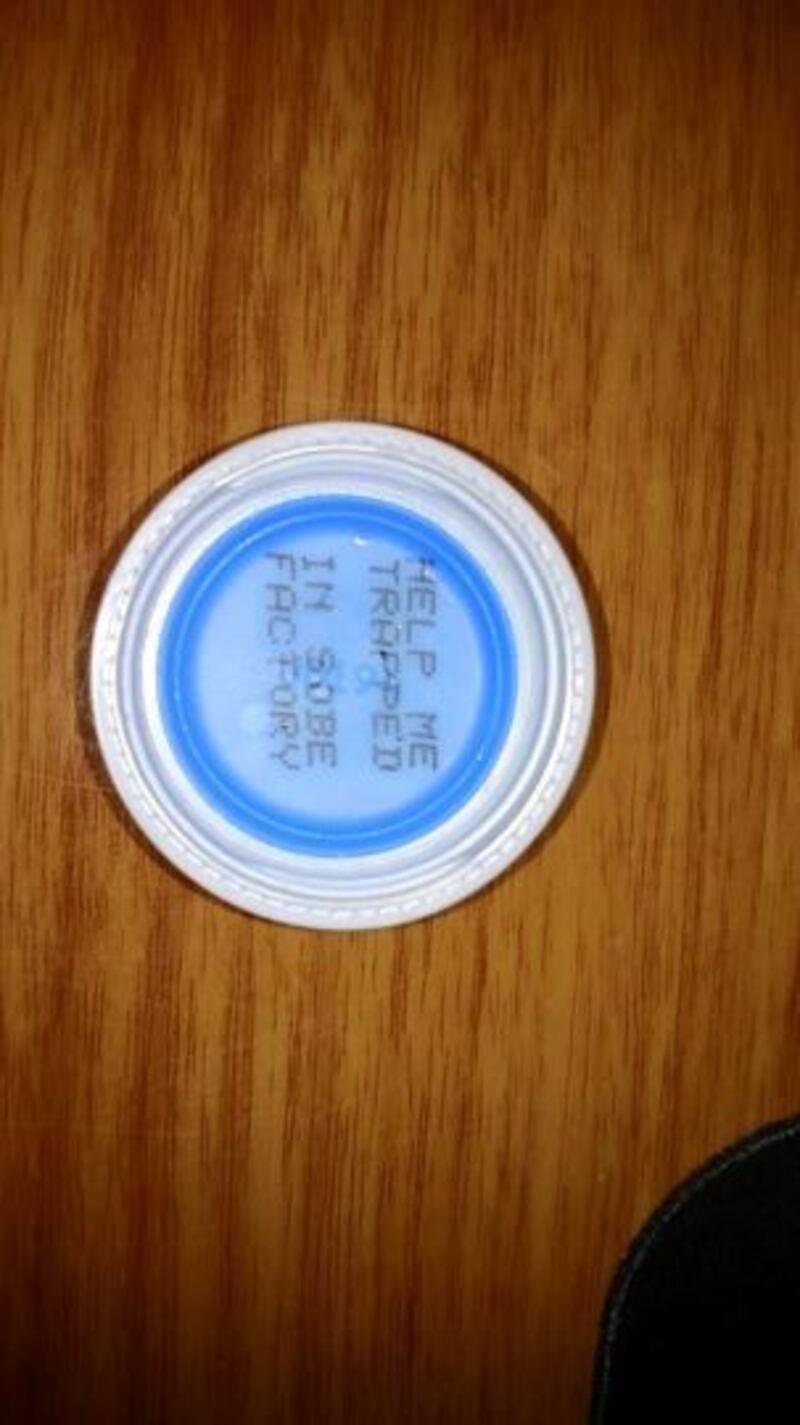 HELP ME
TRAPPED
IN SOBE
FACTORY